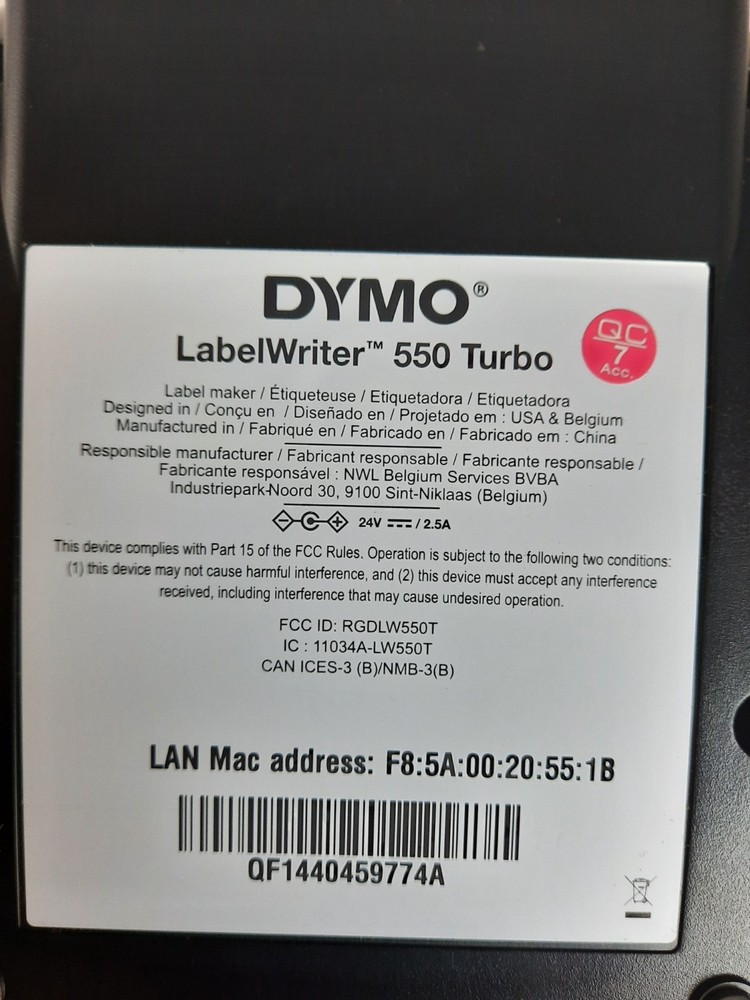 DYMO®
LabelWriter™ 550 Turbo
QC
7
Acc.
Label maker / Étiqueteuse / Etiquetadora / Etiquetadora
Designed in / Conçu en / Diseñado en / Projetado em : USA & Belgium
Manufactured in / Fabriqué en / Fabricado en / Fabricado em : China
Responsible manufacturer / Fabricant responsable / Fabricante responsable /
Fabricante responsável : NWL Belgium Services BVBA
Industriepark-Noord 30, 9100 Sint-Niklaas (Belgium)
24V / 2.5A
This device complies with Part 15 of the FCC Rules. Operation is subject to the following two conditions:
(1) this device may not cause harmful interference, and (2) this device must accept any interference
received, including interference that may cause undesired operation.
FCC ID: RGDLW550T
IC : 11034A-LW550T
CAN ICES-3 (B)/NMB-3(B)
LAN Mac address: F8:5A:00:20:55:1B
QF1440459774A